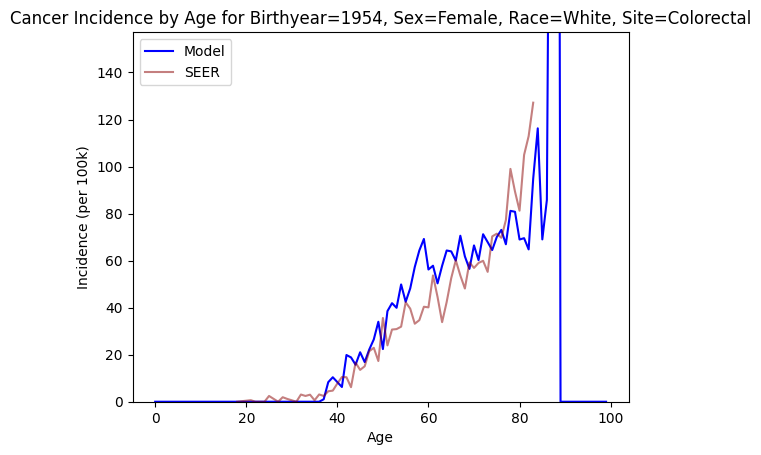 Cancer Incidence by Age for Birthyear=1954, Sex=Female, Race=White, Site=Colorectal
Model
SEER
Incidence (per 100k)
140
120
100
80
60
40
20
0
0 20 40 60 80 100
Age